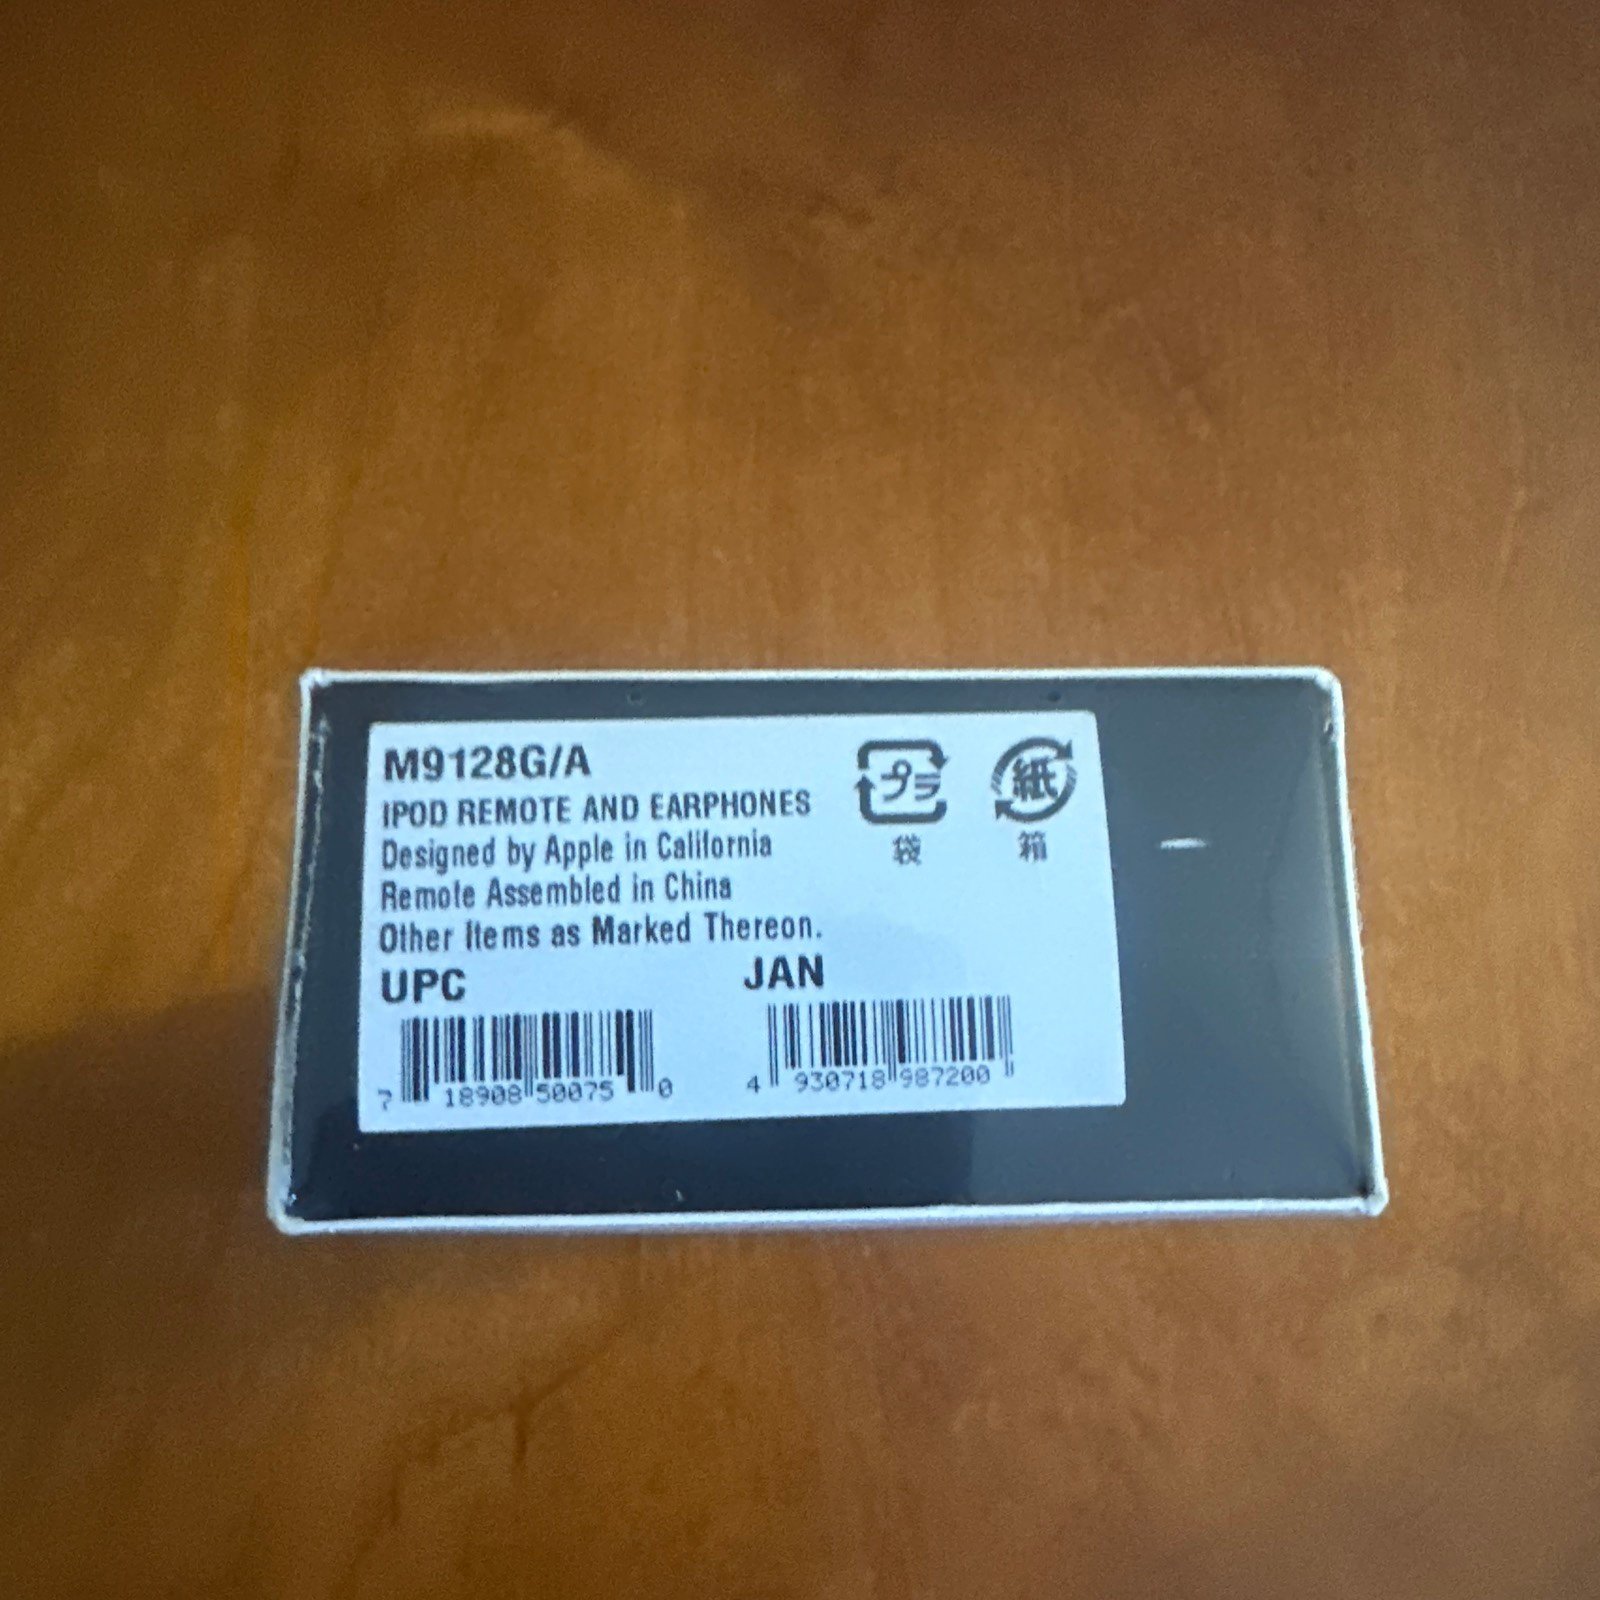 M9128G/A
IPOD REMOTE AND EARPHONES
Designed by Apple in California
Remote Assembled in China
Other Items as Marked Thereon.
プラ
袋
紙
箱
UPC
7 18908 50075 0
JAN
4 930718 987200